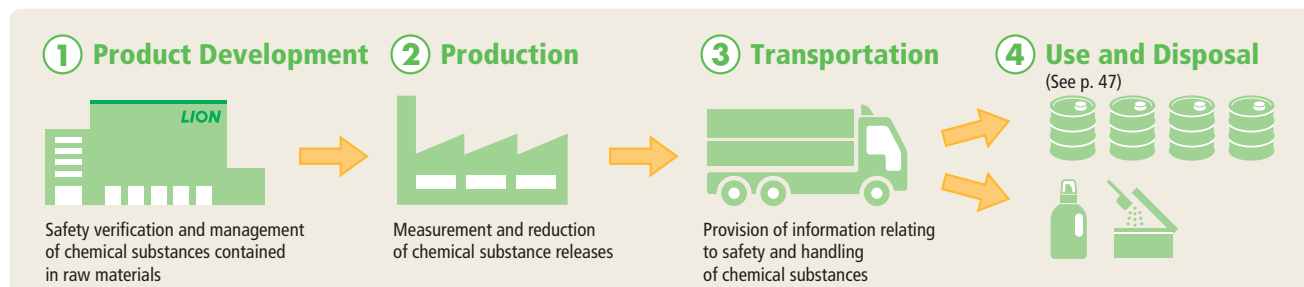 1 Product Development
LION
Safety verification and management
of chemical substances contained
in raw materials
2 Production
Measurement and reduction
of chemical substance releases
3 Transportation
Provision of information relating
to safety and handling
of chemical substances
4 Use and Disposal
(See p. 47)